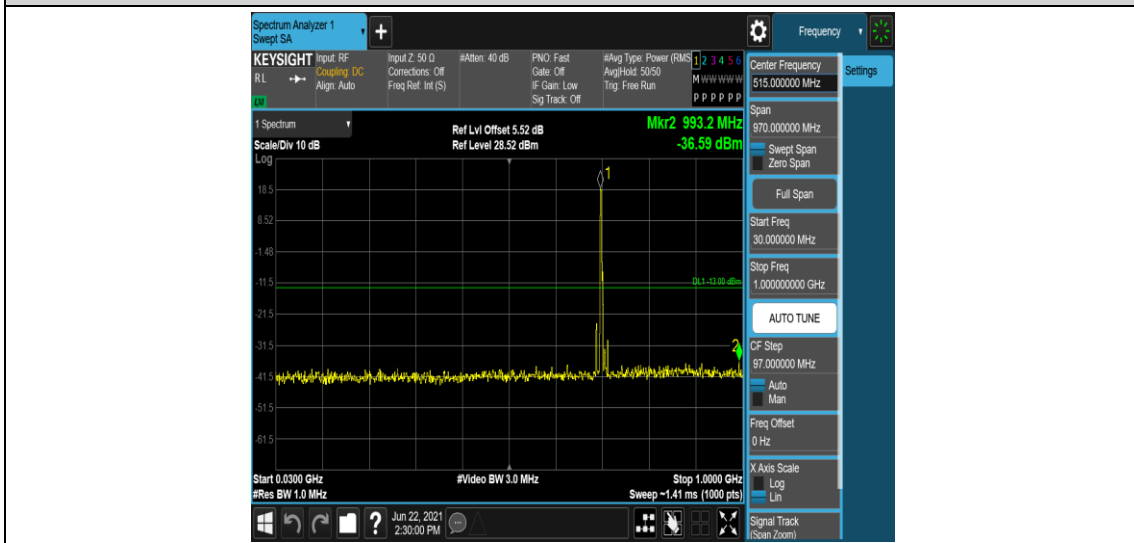 Spectrum Analyzer 1
Swept SA
+
Frequency
KEYSIGHT
RL
Input: RF
Coupling: DC
Align: Auto
Input Z: 50 Ω
Corrections: Off
Freq Ref: Int (S)
#Atten: 40 dB
PNO: Fast
Gate: Off
IF Gain: Low
Sig Track: Off
#Avg Type: Power (RMS
Avg|Hold: 50/50
Trig: Free Run
1 2 3 4 5 6
M W W W W W
P P P P P P
1 Spectrum
Scale/Div 10 dB
Log
Ref Lvl Offset 5.52 dB
Ref Level 28.52 dBm
Mkr2 993.2 MHz
-36.59 dBm
1
18.5
8.52
-1.48
-11.5
DL1 -13.00 dBm
-21.5
-31.5
2
-41.5
-51.5
-61.5
Start 0.0300 GHz
#Res BW 1.0 MHz
#Video BW 3.0 MHz
Stop 1.0000 GHz
Sweep ~1.41 ms (1000 pts)
Center Frequency
515.000000 MHz
Settings
Span
970.000000 MHz
Swept Span
Zero Span
Full Span
Start Freq
30.000000 MHz
Stop Freq
1.000000000 GHz
AUTO TUNE
CF Step
97.000000 MHz
Auto
Man
Freq Offset
0 Hz
X Axis Scale
Log
Lin
Signal Track
(Span Zoom)
?
Jun 22, 2021
2:30:00 PM